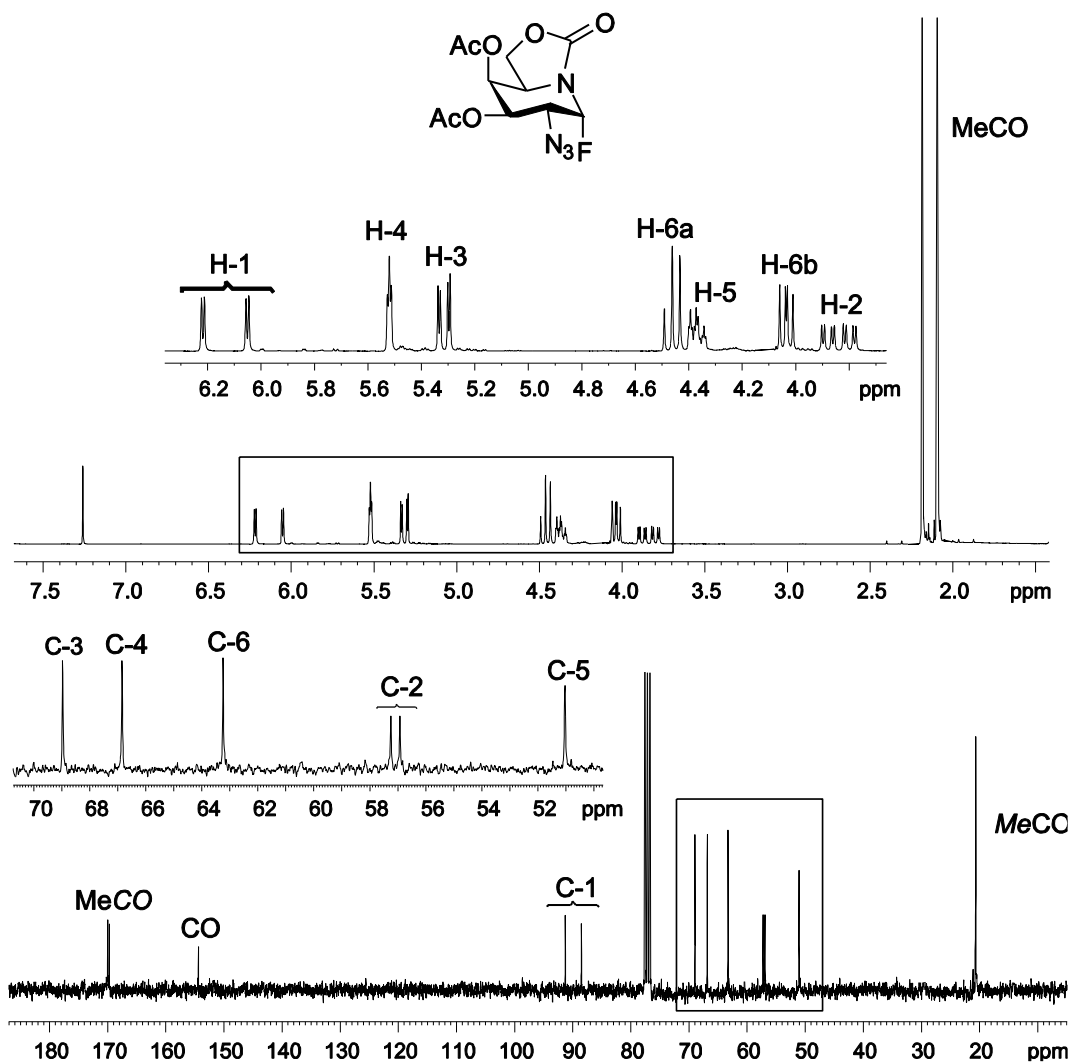 O
O
AcO
N
AcO
N3
F
MeCO
H-6a
H-4
H-1
H-3
H-6b
H-5
H-2
6.2 6.0 5.8 5.6 5.4 5.2 5.0 4.8 4.6 4.4 4.2 4.0 ppm
7.5 7.0 6.5 6.0 5.5 5.0 4.5 4.0 3.5 3.0 2.5 2.0 ppm
C-3 C-4 C-6
C-2
C-5
70 68 66 64 62 60 58 56 54 52 ppm
MeCO
C-1
MeCO
CO
180 170 160 150 140 130 120 110 100 90 80 70 60 50 40 30 20 ppm